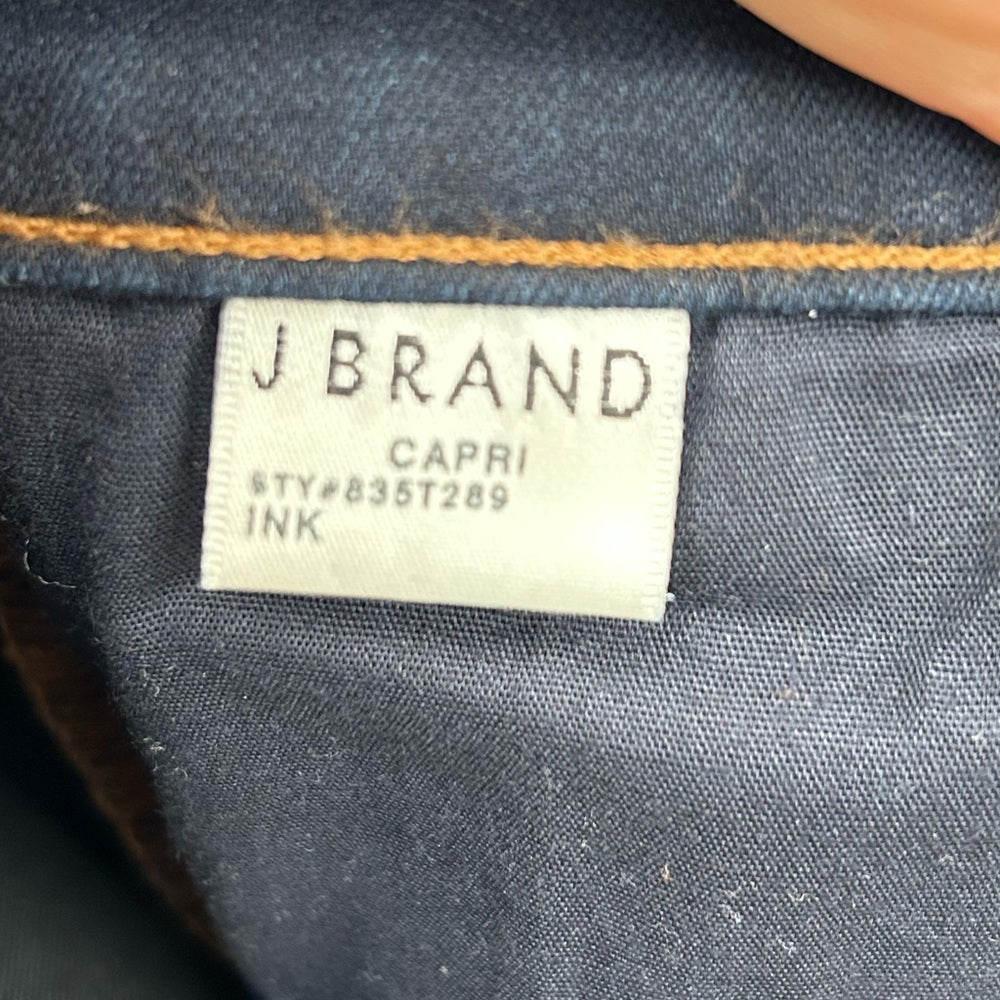 J BRAND
CAPRI
STY#835T289
INK